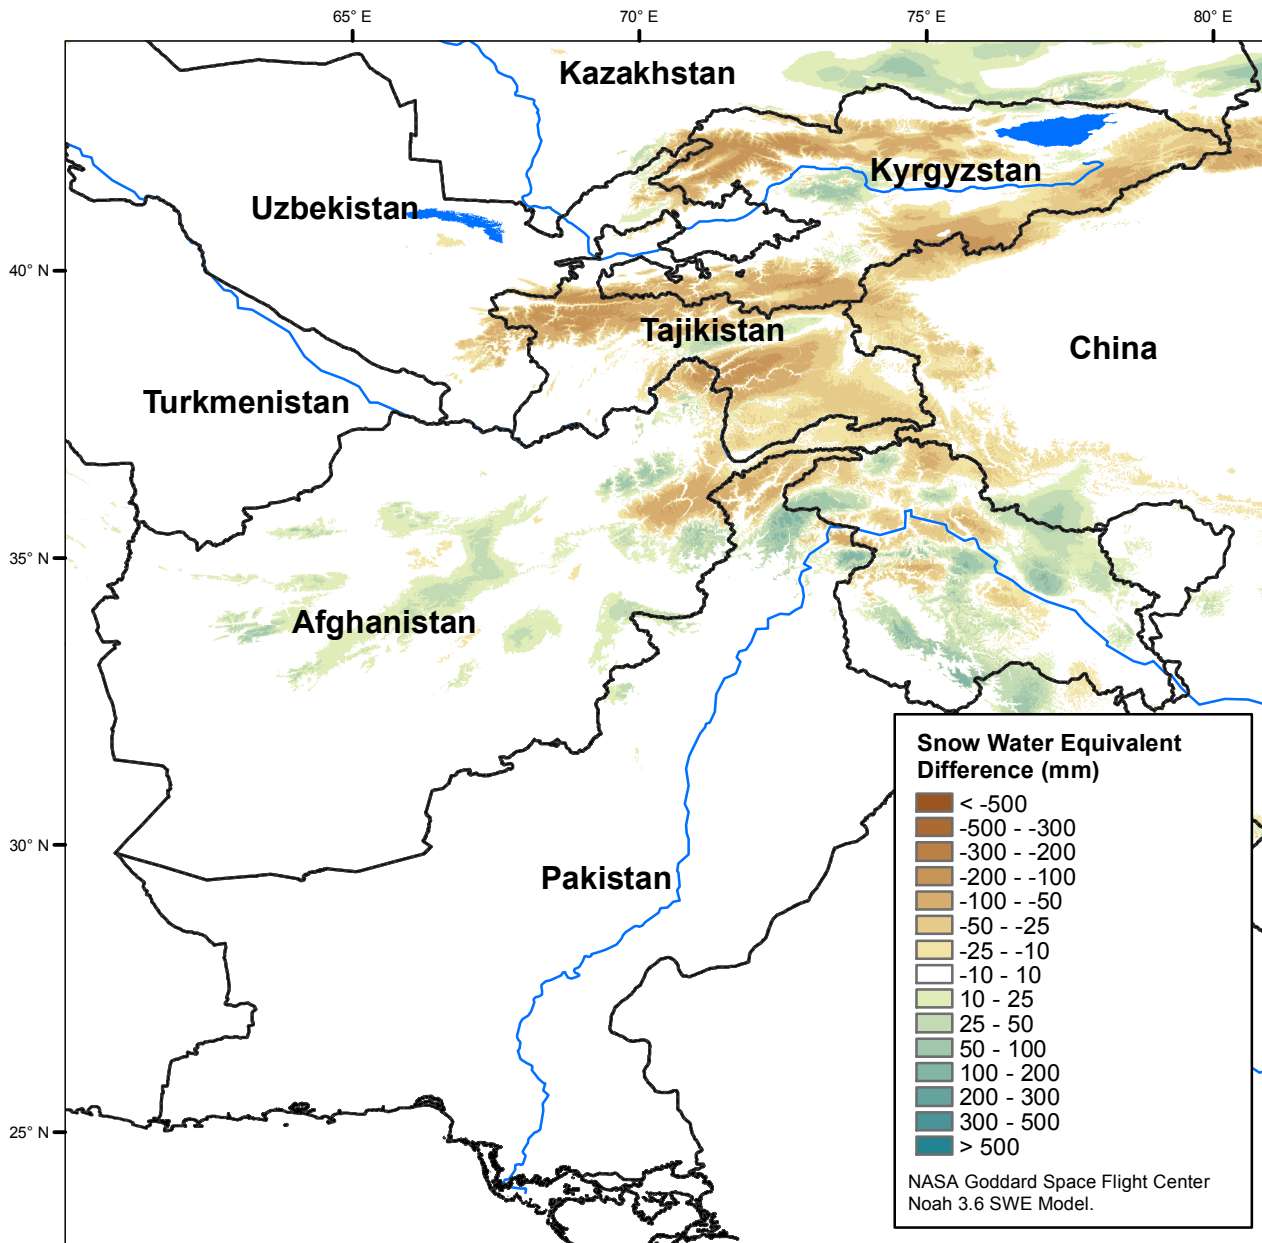 65° E
70° E
75° E
80° E
Kazakhstan
Kyrgyzstan
Uzbekistan
40° N
Tajikistan
China
Turkmenistan
35° N
Afghanistan
Snow Water Equivalent
Difference (mm)
< -500
-500 - -300
-300 - -200
-200 - -100
-100 - -50
-50 - -25
-25 - -10
-10 - 10
10 - 25
25 - 50
50 - 100
100 - 200
200 - 300
300 - 500
> 500
NASA Goddard Space Flight Center
Noah 3.6 SWE Model.
30° N
Pakistan
25° N